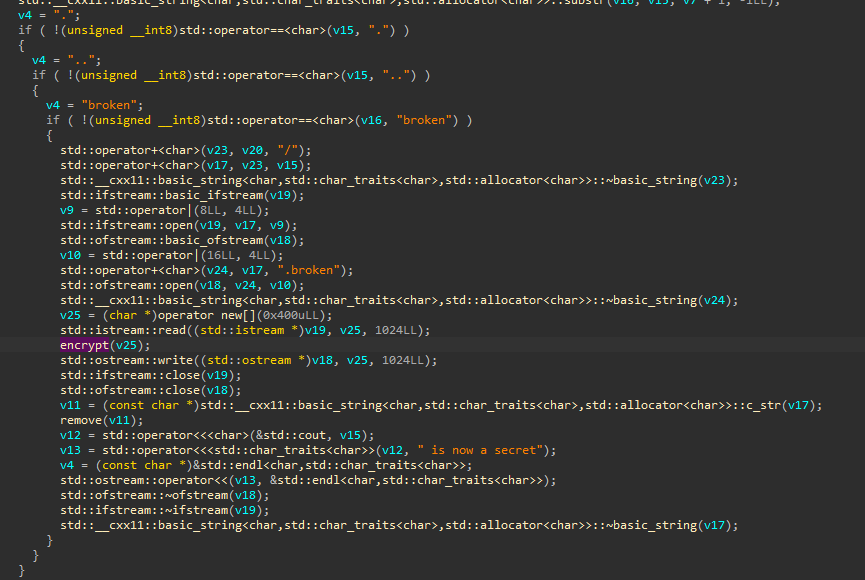 std::__cxx11::basic_string<char,std::char_traits<char>,std::allocator<char>>::substr(v16, v15, v7 + 1, -1LL);
v4 = ".";
if ( !(unsigned __int8)std::operator==<char>(v15, ".") )
{
v4 = "..";
if ( !(unsigned __int8)std::operator==<char>(v15, "..") )
{
v4 = "broken";
if ( !(unsigned __int8)std::operator==<char>(v16, "broken") )
{
std::operator+<char>(v23, v20, "/");
std::operator+<char>(v17, v23, v15);
std::__cxx11::basic_string<char,std::char_traits<char>,std::allocator<char>>::~basic_string(v23);
std::ifstream::basic_ifstream(v19);
v9 = std::operator|(8LL, 4LL);
std::ifstream::open(v19, v17, v9);
std::ofstream::basic_ofstream(v18);
v10 = std::operator|(16LL, 4LL);
std::operator+<char>(v24, v17, ".broken");
std::ofstream::open(v18, v24, v10);
std::__cxx11::basic_string<char,std::char_traits<char>,std::allocator<char>>::~basic_string(v24);
v25 = (char *)operator new[](0x400uLL);
std::istream::read((std::istream *)v19, v25, 1024LL);
encrypt(v25);
std::ostream::write((std::ostream *)v18, v25, 1024LL);
std::ifstream::close(v19);
std::ofstream::close(v18);
v11 = (const char *)std::__cxx11::basic_string<char,std::char_traits<char>,std::allocator<char>>::c_str(v17);
remove(v11);
v12 = std::operator<<<char>(&std::cout, v15);
v13 = std::operator<<<std::char_traits<char>>(v12, " is now a secret");
v4 = (const char *)&std::endl<char,std::char_traits<char>>;
std::ostream::operator<<(v13, &std::endl<char,std::char_traits<char>>);
std::ofstream::~ofstream(v18);
std::ifstream::~ifstream(v19);
std::__cxx11::basic_string<char,std::char_traits<char>,std::allocator<char>>::~basic_string(v17);
}
}
}